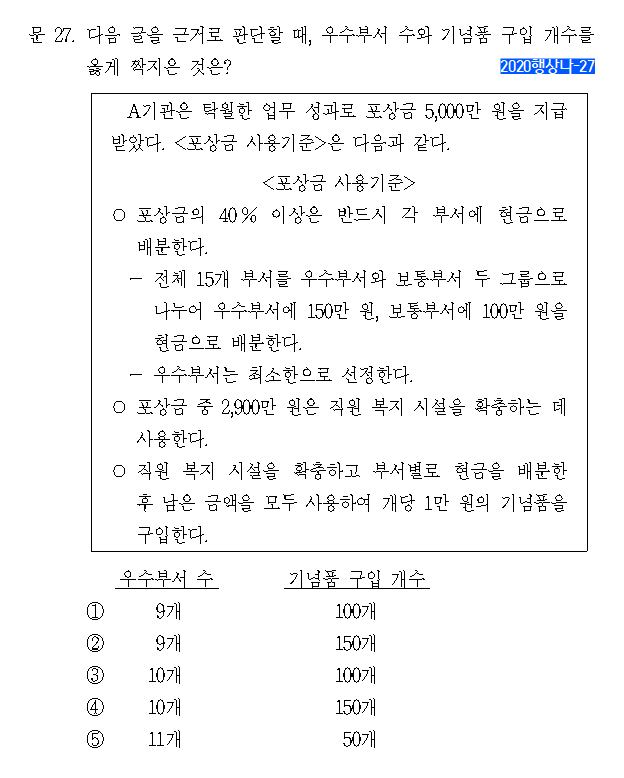 문 27. 다음 글을 근거로 판단할 때, 우수부서 수와 기념품 구입 개수를
옳게 짝지은 것은?
2020행상나-27
A기관은 탁월한 업무 성과로 포상금 5,000만 원을 지급
받았다. <포상금 사용기준>은 다음과 같다.
<포상금 사용기준>
○ 포상금의 40% 이상은 반드시 각 부서에 현금으로
배분한다.
- 전체 15개 부서를 우수부서와 보통부서 두 그룹으로
나누어 우수부서에 150만 원, 보통부서에 100만 원을
현금으로 배분한다.
- 우수부서는 최소한으로 선정한다.
○ 포상금 중 2,900만 원은 직원 복지 시설을 확충하는 데
사용한다.
○ 직원 복지 시설을 확충하고 부서별로 현금을 배분한
후 남은 금액을 모두 사용하여 개당 1만 원의 기념품을
구입한다.
우수부서 수 기념품 구입 개수
① 9개 100개
② 9개 150개
③ 10개 100개
④ 10개 150개
⑤ 11개 50개